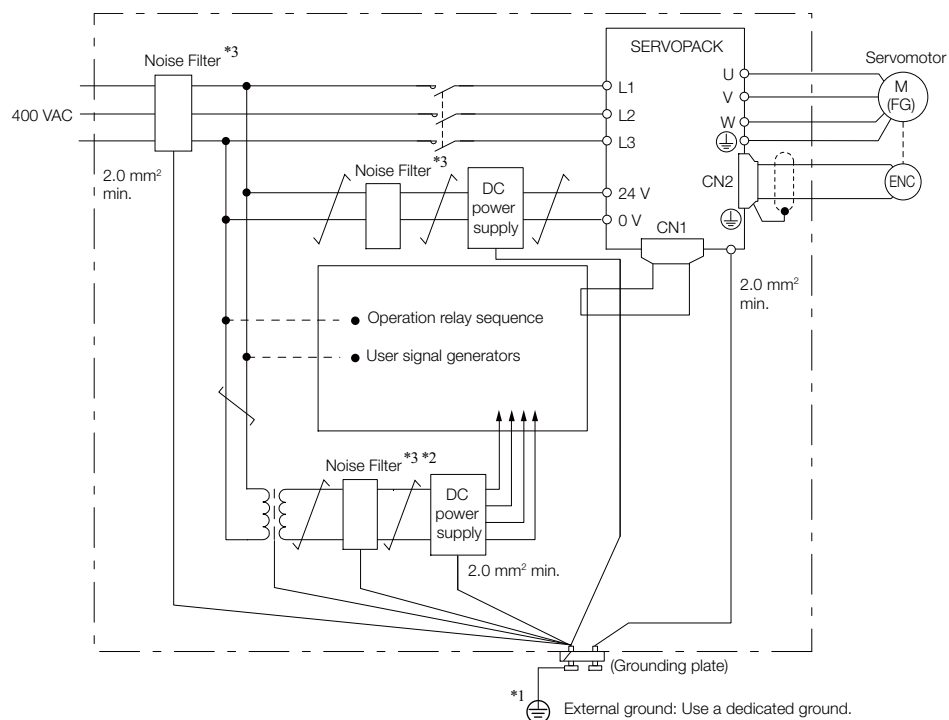 SERVOPACK
Noise Filter *3
Servomotor
400 VAC
L1
L2
L3
U
V
W
M
(FG)
2.0 mm²
min.
Noise Filter *3
DC
power
supply
24 V
0 V
CN2
ENC
CN1
2.0 mm²
min.
Operation relay sequence
User signal generators
Noise Filter *3 *2
DC
power
supply
2.0 mm² min.
(Grounding plate)
*1
External ground: Use a dedicated ground.